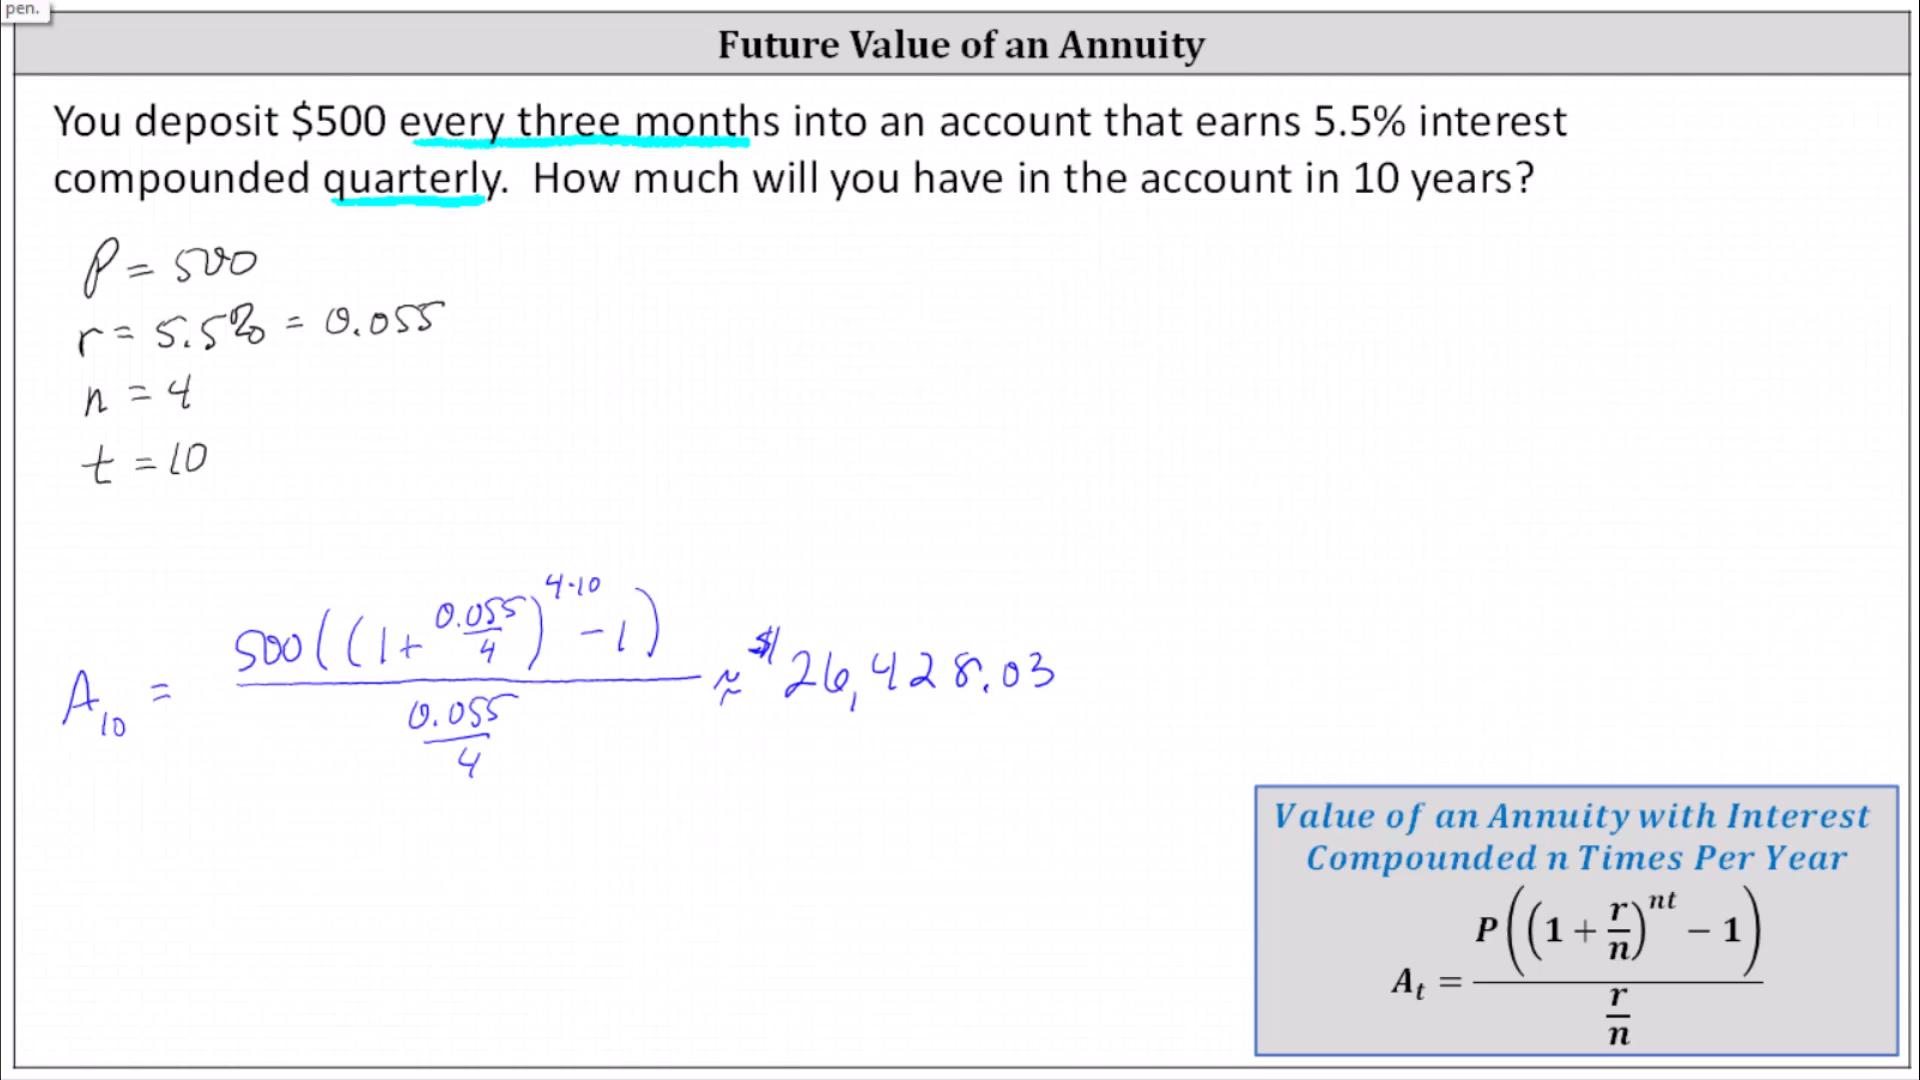 pen.
Future Value of an Annuity
You deposit $500 every three months into an account that earns 5.5% interest
compounded quarterly. How much will you have in the account in 10 years?
P = 500
r = 5.5% = 0.055
n = 4
t = 10
A₁₀ = 500((1 + 0.055/4)^(4·10) − 1) / (0.055/4) ≈ $26,428.03
Value of an Annuity with Interest
Compounded n Times Per Year
Aₜ = P((1 + r/n)^(nt) − 1) / (r/n)